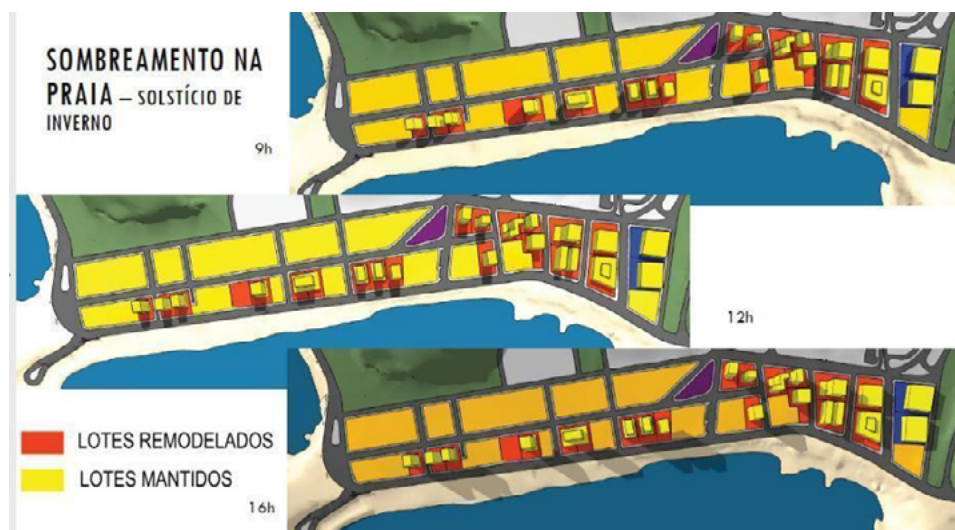 SOMBREAMENTO NA
PRAIA – SOLSTÍCIO DE
INVERNO
9h
12h
LOTES REMODELADOS
LOTES MANTIDOS
16h